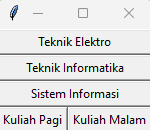 Teknik Elektro
Teknik Informatika
Sistem Informasi
Kuliah Pagi Kuliah Malam